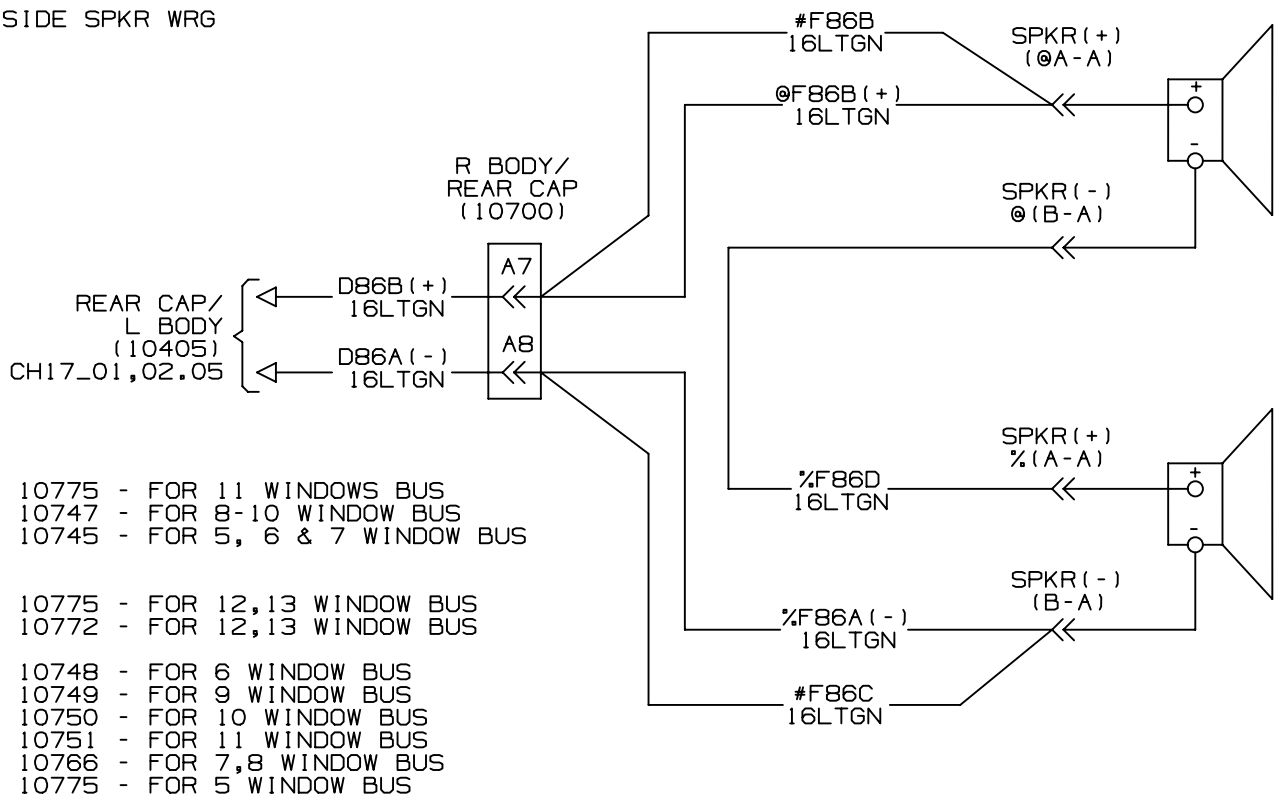 SIDE SPKR WRG
#F86B
16LTGN
SPKR(+)
(@A-A)
@F86B(+)
16LTGN
+
-
R BODY/
REAR CAP
(10700)
SPKR(-)
@(B-A)
A7
D86B(+)
16LTGN
REAR CAP/
L BODY
(10405)
CH17_01,02.05
A8
D86A(-)
16LTGN
SPKR(+)
%(A-A)
%F86D
16LTGN
+
-
10775 - FOR 11 WINDOWS BUS
10747 - FOR 8-10 WINDOW BUS
10745 - FOR 5, 6 & 7 WINDOW BUS
SPKR(-)
(B-A)
%F86A(-)
16LTGN
10775 - FOR 12,13 WINDOW BUS
10772 - FOR 12,13 WINDOW BUS
#F86C
16LTGN
10748 - FOR 6 WINDOW BUS
10749 - FOR 9 WINDOW BUS
10750 - FOR 10 WINDOW BUS
10751 - FOR 11 WINDOW BUS
10766 - FOR 7,8 WINDOW BUS
10775 - FOR 5 WINDOW BUS